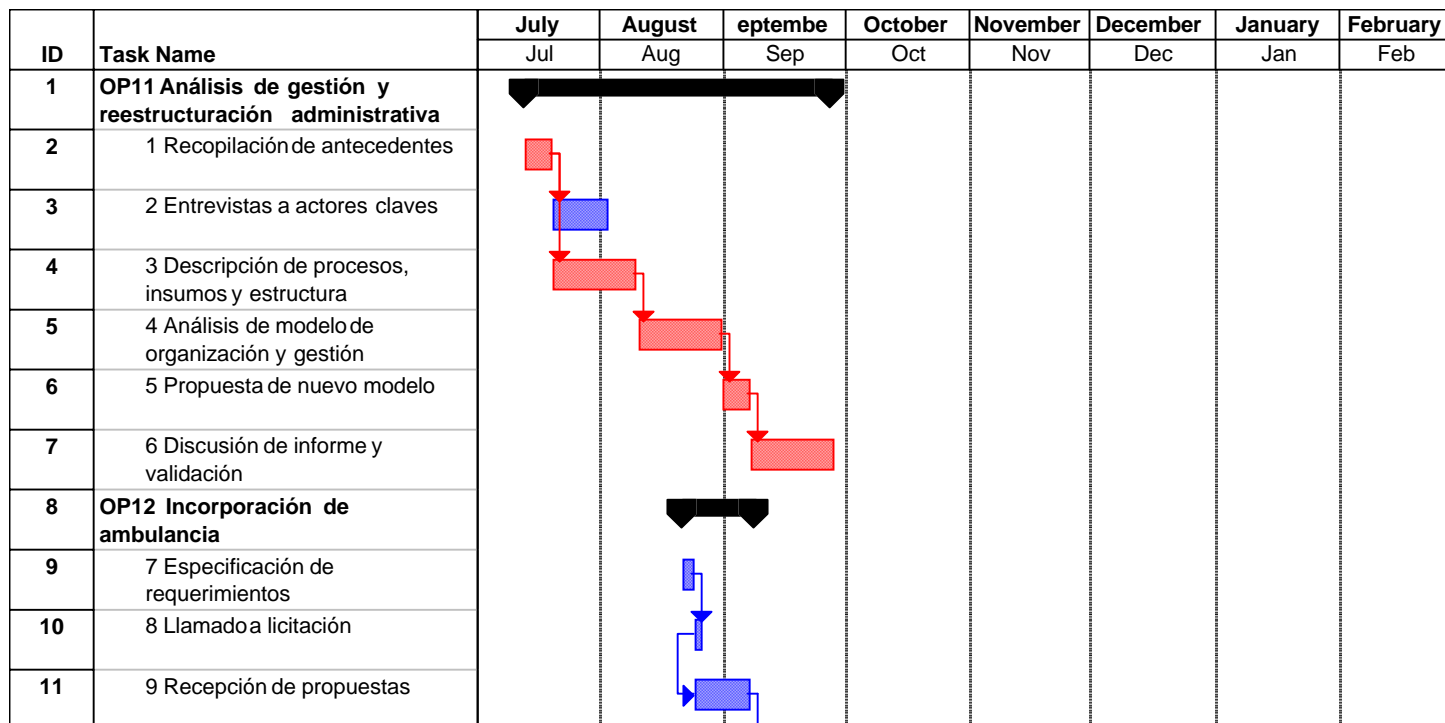 July August eptembe October November December January February
ID Task Name Jul Aug Sep Oct Nov Dec Jan Feb
1 OP11 Análisis de gestión y
reestructuración administrativa
2 1 Recopilación de antecedentes
3 2 Entrevistas a actores claves
4 3 Descripción de procesos,
insumos y estructura
5 4 Análisis de modelo de
organización y gestión
6 5 Propuesta de nuevo modelo
7 6 Discusión de informe y
validación
8 OP12 Incorporación de
ambulancia
9 7 Especificación de
requerimientos
10 8 Llamado a licitación
11 9 Recepción de propuestas